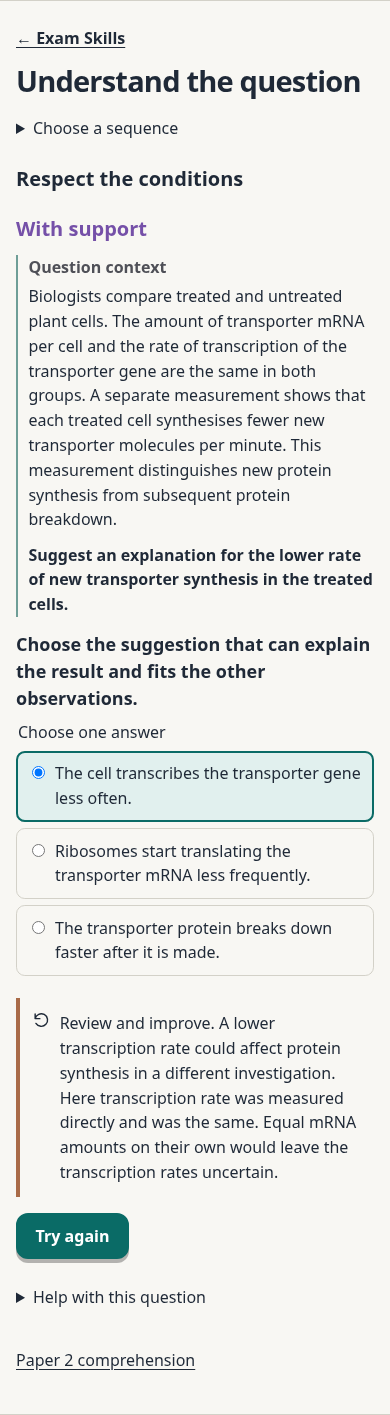 ← Exam Skills
Understand the question
▶ Choose a sequence
Respect the conditions
With support
Question context
Biologists compare treated and untreated
plant cells. The amount of transporter mRNA
per cell and the rate of transcription of the
transporter gene are the same in both
groups. A separate measurement shows that
each treated cell synthesises fewer new
transporter molecules per minute. This
measurement distinguishes new protein
synthesis from subsequent protein
breakdown.
Suggest an explanation for the lower rate
of new transporter synthesis in the treated
cells.
Choose the suggestion that can explain
the result and fits the other
observations.
Choose one answer
The cell transcribes the transporter gene
less often.
Ribosomes start translating the
transporter mRNA less frequently.
The transporter protein breaks down
faster after it is made.
Review and improve. A lower
transcription rate could affect protein
synthesis in a different investigation.
Here transcription rate was measured
directly and was the same. Equal mRNA
amounts on their own would leave the
transcription rates uncertain.
Try again
▶ Help with this question
Paper 2 comprehension